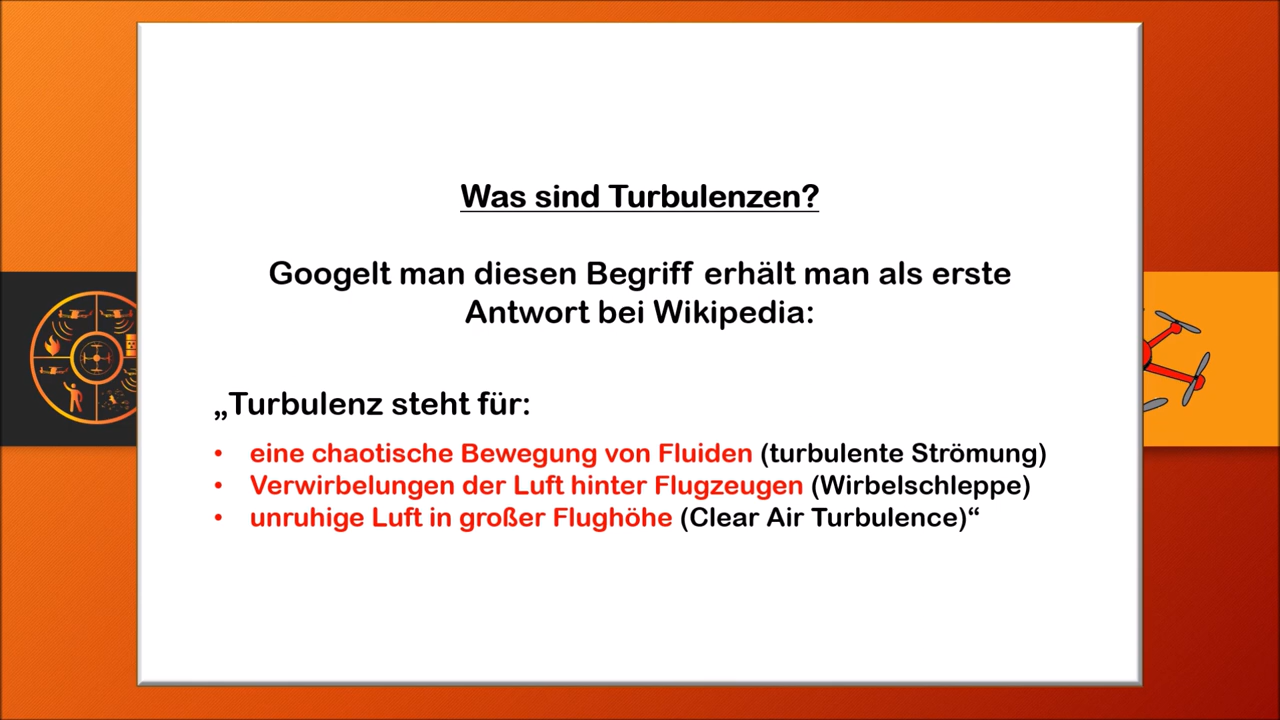 Was sind Turbulenzen?
Googelt man diesen Begriff erhält man als erste
Antwort bei Wikipedia:
„Turbulenz steht für:
• eine chaotische Bewegung von Fluiden (turbulente Strömung)
• Verwirbelungen der Luft hinter Flugzeugen (Wirbelschleppe)
• unruhige Luft in großer Flughöhe (Clear Air Turbulence)“